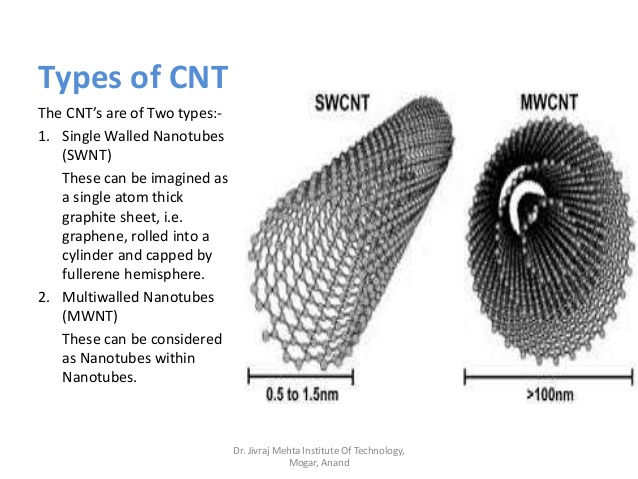 Types of CNT
The CNT’s are of Two types:-
1. Single Walled Nanotubes
(SWNT)
These can be imagined as
a single atom thick
graphite sheet, i.e.
graphene, rolled into a
cylinder and capped by
fullerene hemisphere.
2. Multiwalled Nanotubes
(MWNT)
These can be considered
as Nanotubes within
Nanotubes.
SWCNT
MWCNT
0.5 to 1.5nm
>100nm
Dr. Jivraj Mehta Institute Of Technology,
Mogar, Anand